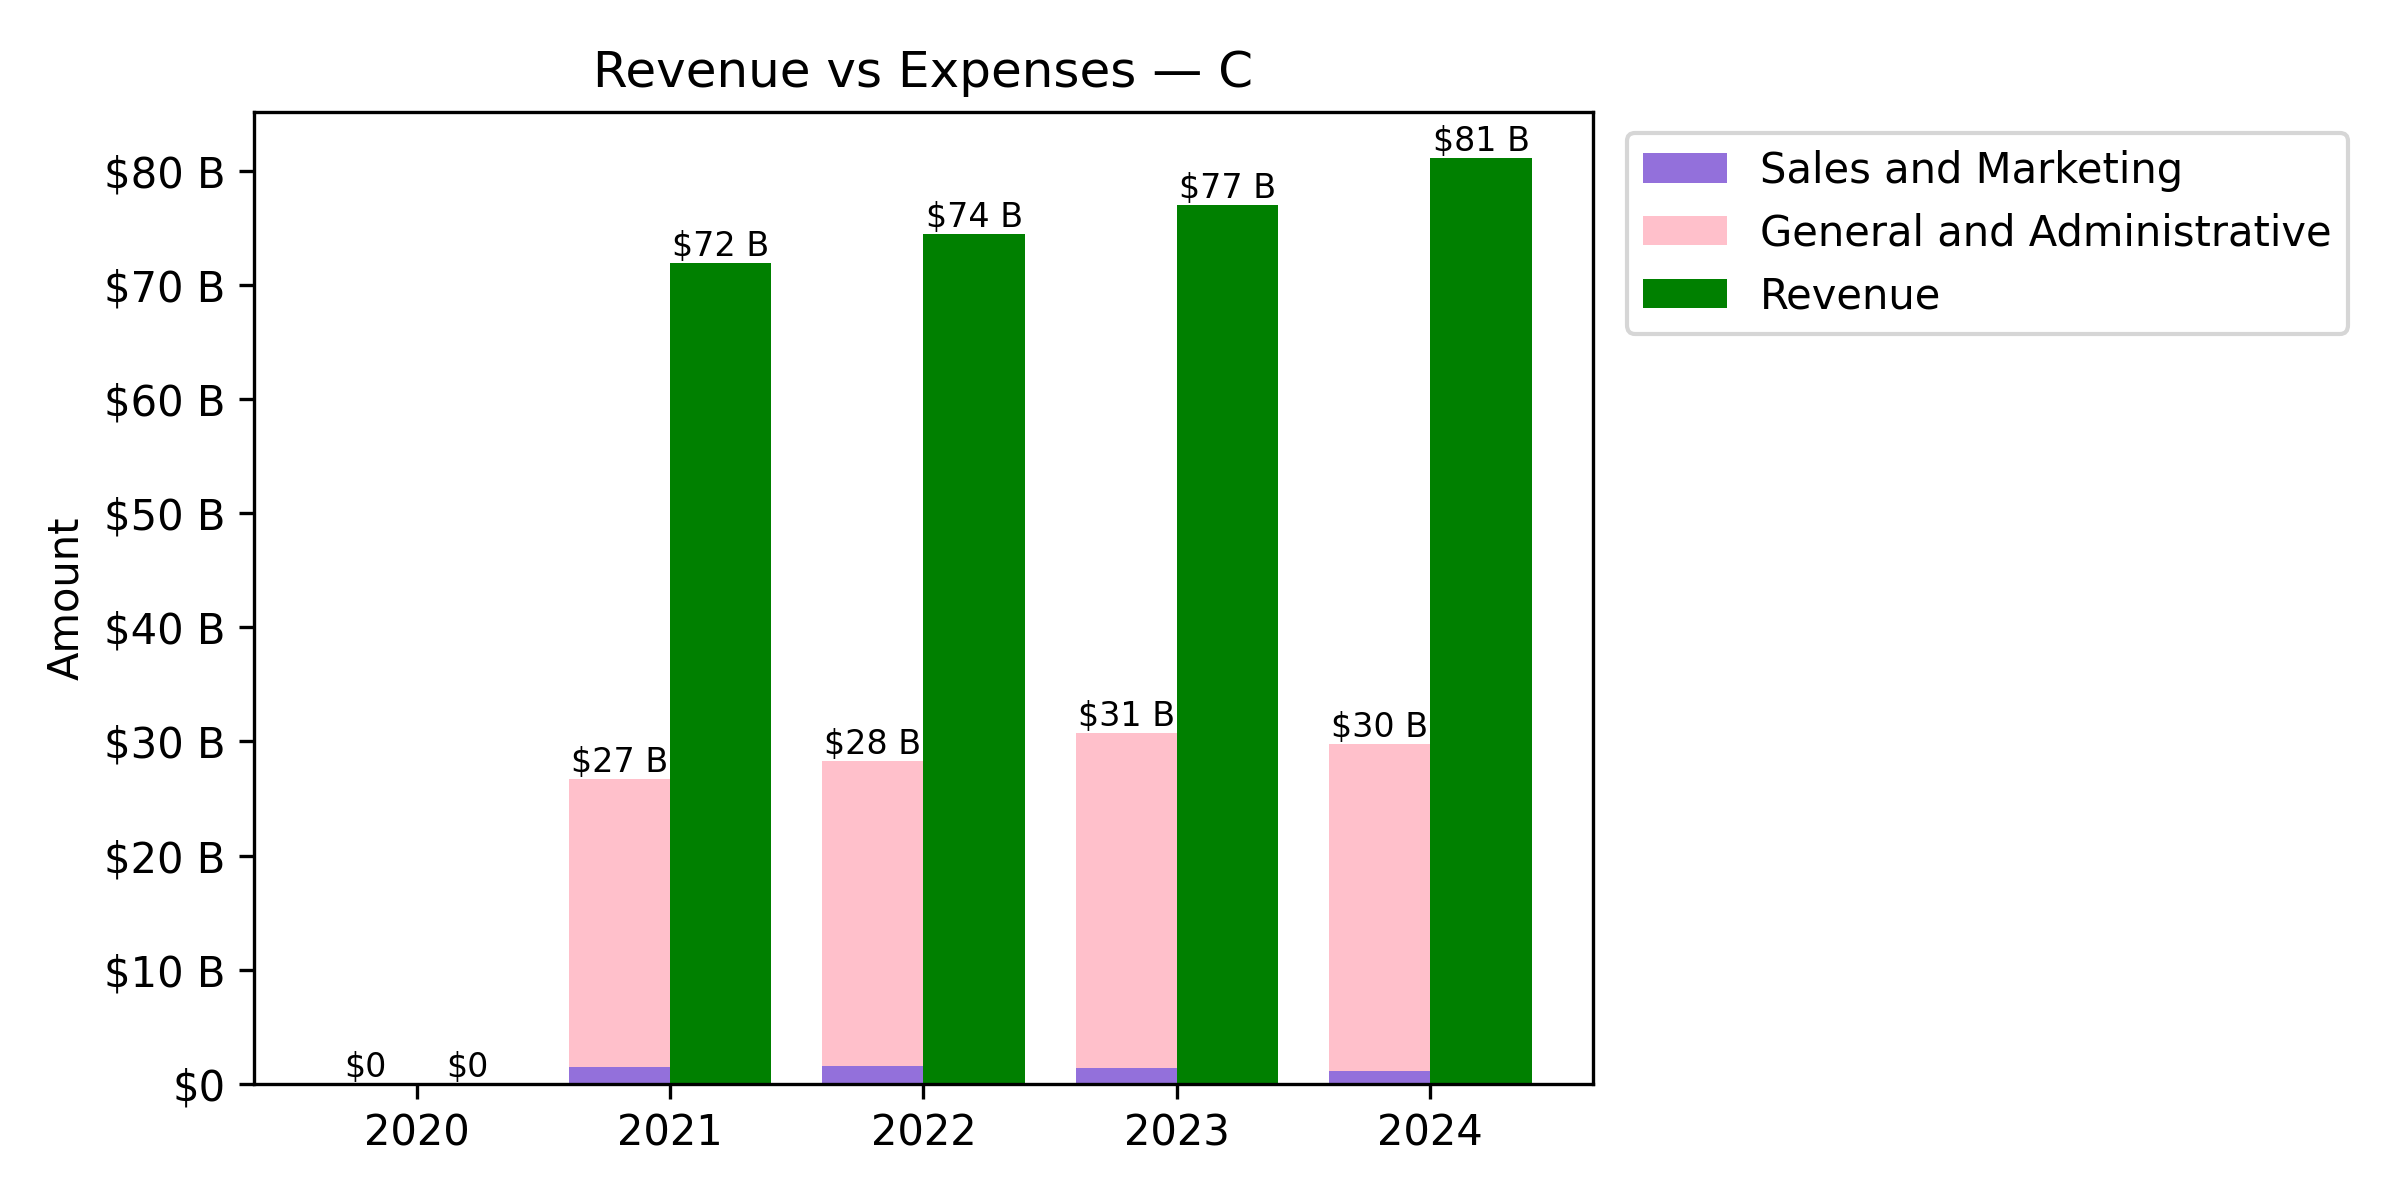 Revenue vs Expenses — C
Sales and Marketing
General and Administrative
Revenue
Amount
$80 B
$70 B
$60 B
$50 B
$40 B
$30 B
$20 B
$10 B
$0
$0 $0
$27 B $72 B
$28 B $74 B
$31 B $77 B
$30 B $81 B
2020 2021 2022 2023 2024